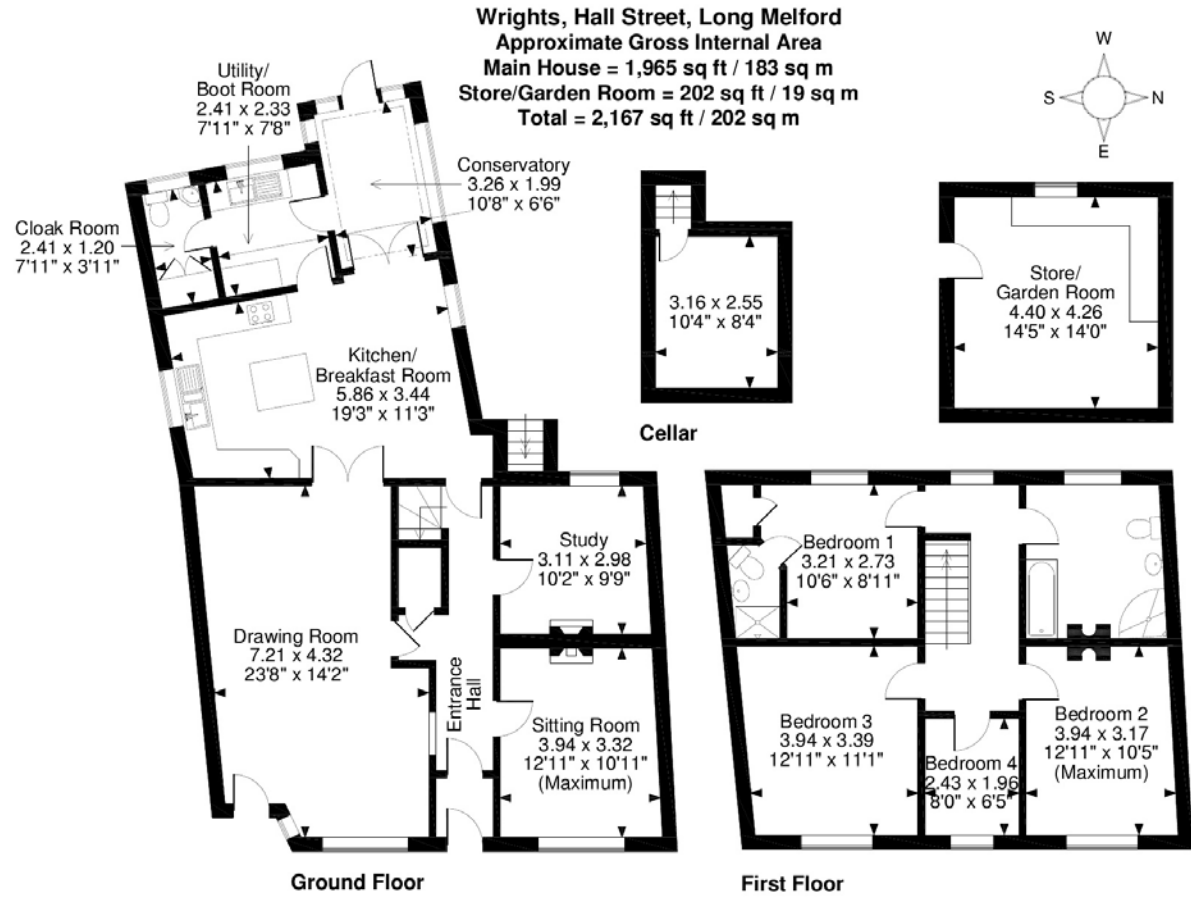 Wrights, Hall Street, Long Melford
Approximate Gross Internal Area
Main House = 1,965 sq ft / 183 sq m
Store/Garden Room = 202 sq ft / 19 sq m
Total = 2,167 sq ft / 202 sq m
W
S
N
E
Utility/
Boot Room
2.41 x 2.33
7'11" x 7'8"
Conservatory
3.26 x 1.99
10'8" x 6'6"
Cloak Room
2.41 x 1.20
7'11" x 3'11"
Kitchen/
Breakfast Room
5.86 x 3.44
19'3" x 11'3"
3.16 x 2.55
10'4" x 8'4"
Cellar
Store/
Garden Room
4.40 x 4.26
14'5" x 14'0"
Study
3.11 x 2.98
10'2" x 9'9"
Drawing Room
7.21 x 4.32
23'8" x 14'2"
Entrance
Hall
Sitting Room
3.94 x 3.32
12'11" x 10'11"
(Maximum)
Ground Floor
Bedroom 1
3.21 x 2.73
10'6" x 8'11"
Bedroom 3
3.94 x 3.39
12'11" x 11'1"
Bedroom 4
2.43 x 1.96
8'0" x 6'5"
Bedroom 2
3.94 x 3.17
12'11" x 10'5"
(Maximum)
First Floor